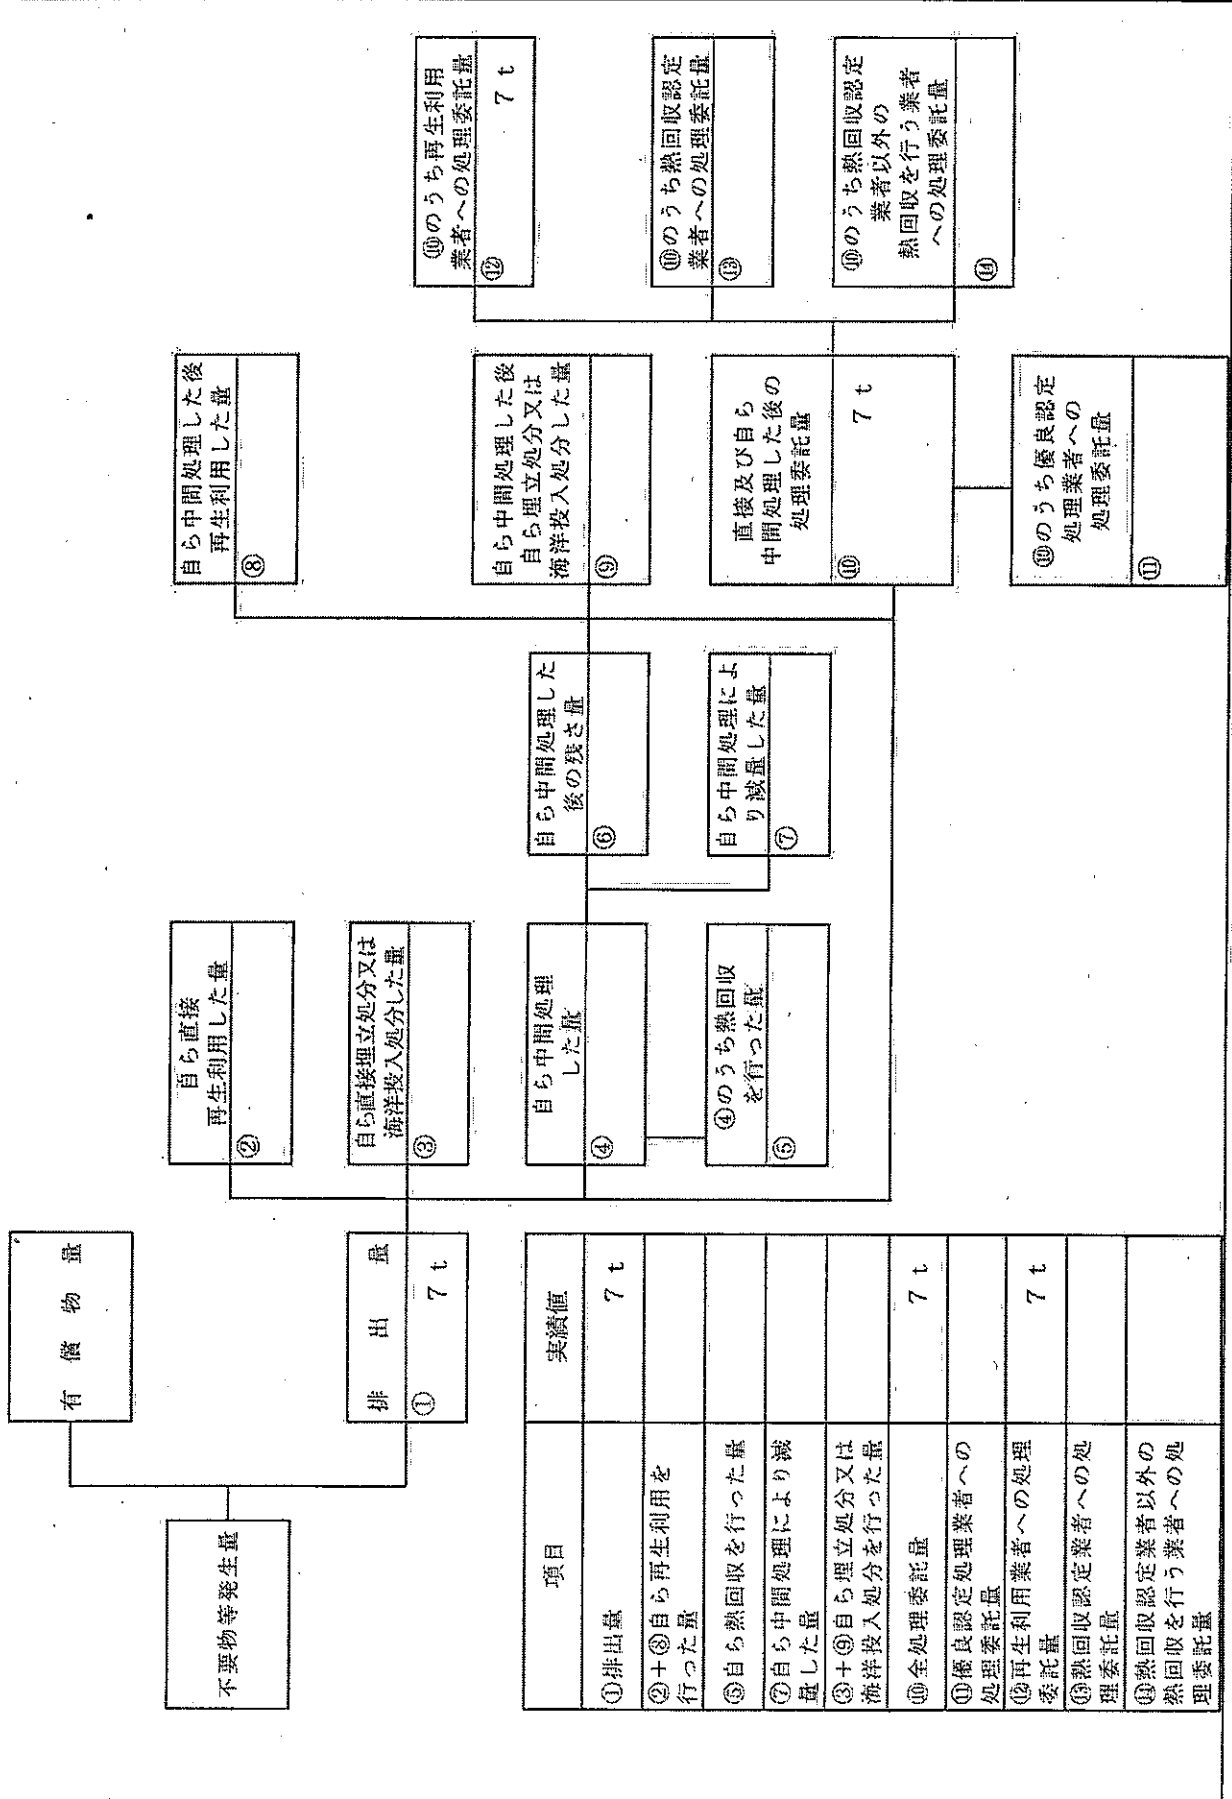 不要物等発生量
有償物量
排出量
① 7 t
自ら直接
再生利用した量
②
自ら直接埋立処分又は
海洋投入処分した量
③
自ら中間処理
した量
④
④のうち熱回収
を行った量
⑤
自ら中間処理した
後の残さ量
⑥
自ら中間処理によ
り減量した量
⑦
自ら中間処理した後
再生利用した量
⑧
自ら中間処理した後
自ら埋立処分又は
海洋投入処分した量
⑨
直接及び自ら
中間処理した後の
処理委託量
⑩ 7 t
⑩のうち優良認定
処理業者への
処理委託量
⑪
⑩のうち再生利用
業者への処理委託量
⑫ 7 t
⑩のうち熱回収認定
業者への処理委託量
⑬
⑩のうち熱回収認定
業者以外の
熱回収を行う業者
への処理委託量
⑭
項目 実績値
①排出量 7 t
②+⑧自ら再生利用を
行った量
⑤自ら熱回収を行った量
⑦自ら中間処理により減
量した量
③+⑨自ら埋立処分又は
海洋投入処分を行った量
⑩全処理委託量 7 t
⑪優良認定処理業者への
処理委託量
⑫再生利用業者への処理
委託量 7 t
⑬熱回収認定業者への処
理委託量
⑭熱回収認定業者以外の
熱回収を行う業者への処
理委託量